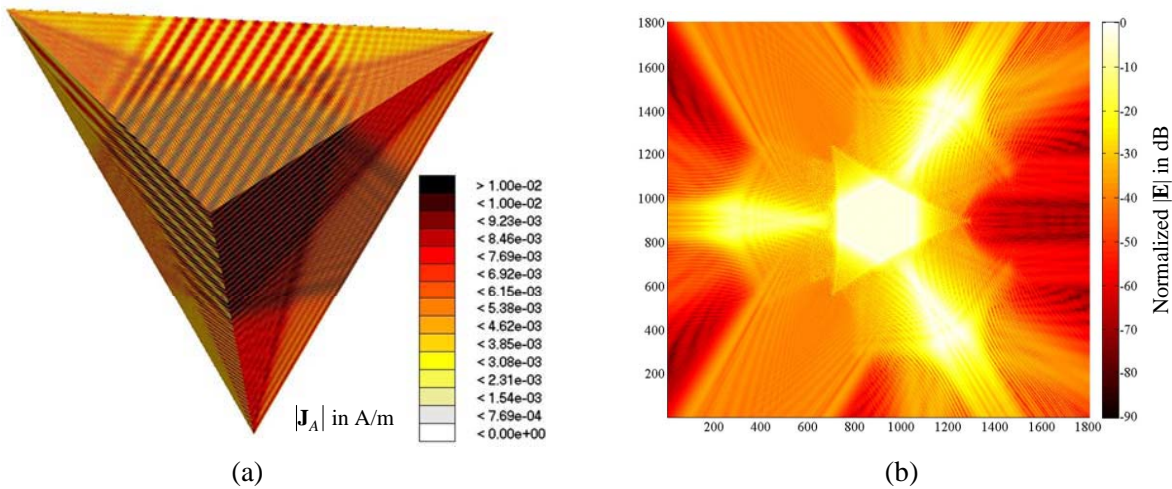 > 1.00e-02
< 1.00e-02
< 9.23e-03
< 8.46e-03
< 7.69e-03
< 6.92e-03
< 6.15e-03
< 5.38e-03
< 4.62e-03
< 3.85e-03
< 3.08e-03
< 2.31e-03
< 1.54e-03
< 7.69e-04
< 0.00e+00
|J_A| in A/m
(a)
1800
1600
1400
1200
1000
800
600
400
200
200 400 600 800 1000 1200 1400 1600 1800
0
-10
-20
-30
-40
-50
-60
-70
-80
-90
Normalized |E| in dB
(b)